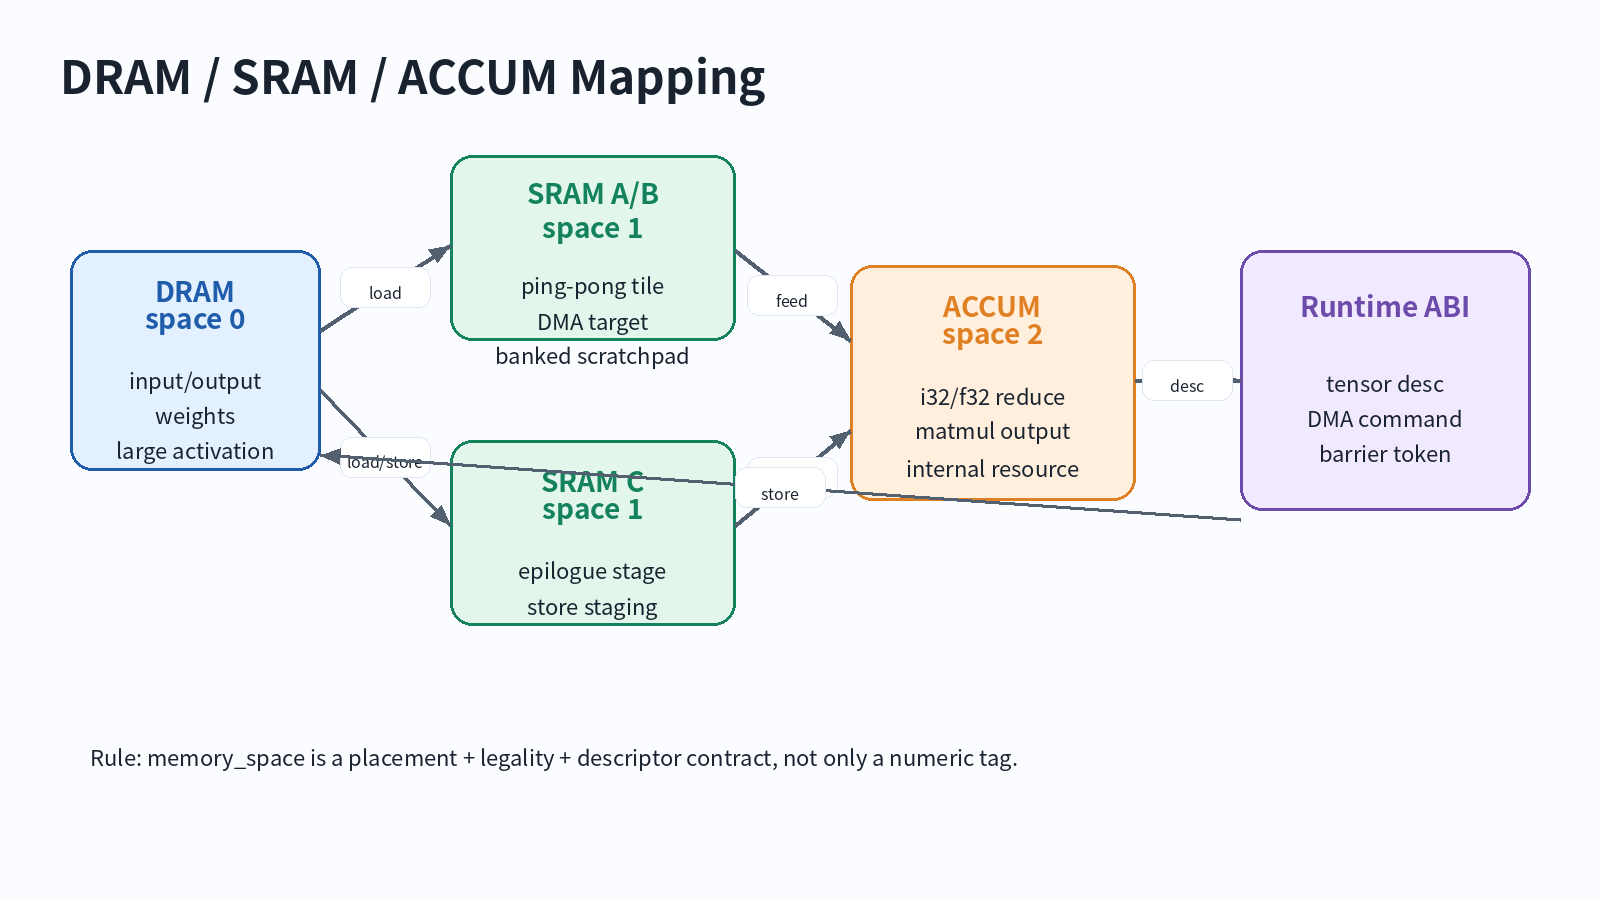 DRAM / SRAM / ACCUM Mapping
SRAM A/B
space 1
ping-pong tile
DMA target
banked scratchpad
DRAM
space 0
input/output
weights
large activation
load
load/store
SRAM C
space 1
epilogue stage
store staging
feed
store
ACCUM
space 2
i32/f32 reduce
matmul output
internal resource
desc
Runtime ABI
tensor desc
DMA command
barrier token
Rule: memory_space is a placement + legality + descriptor contract, not only a numeric tag.